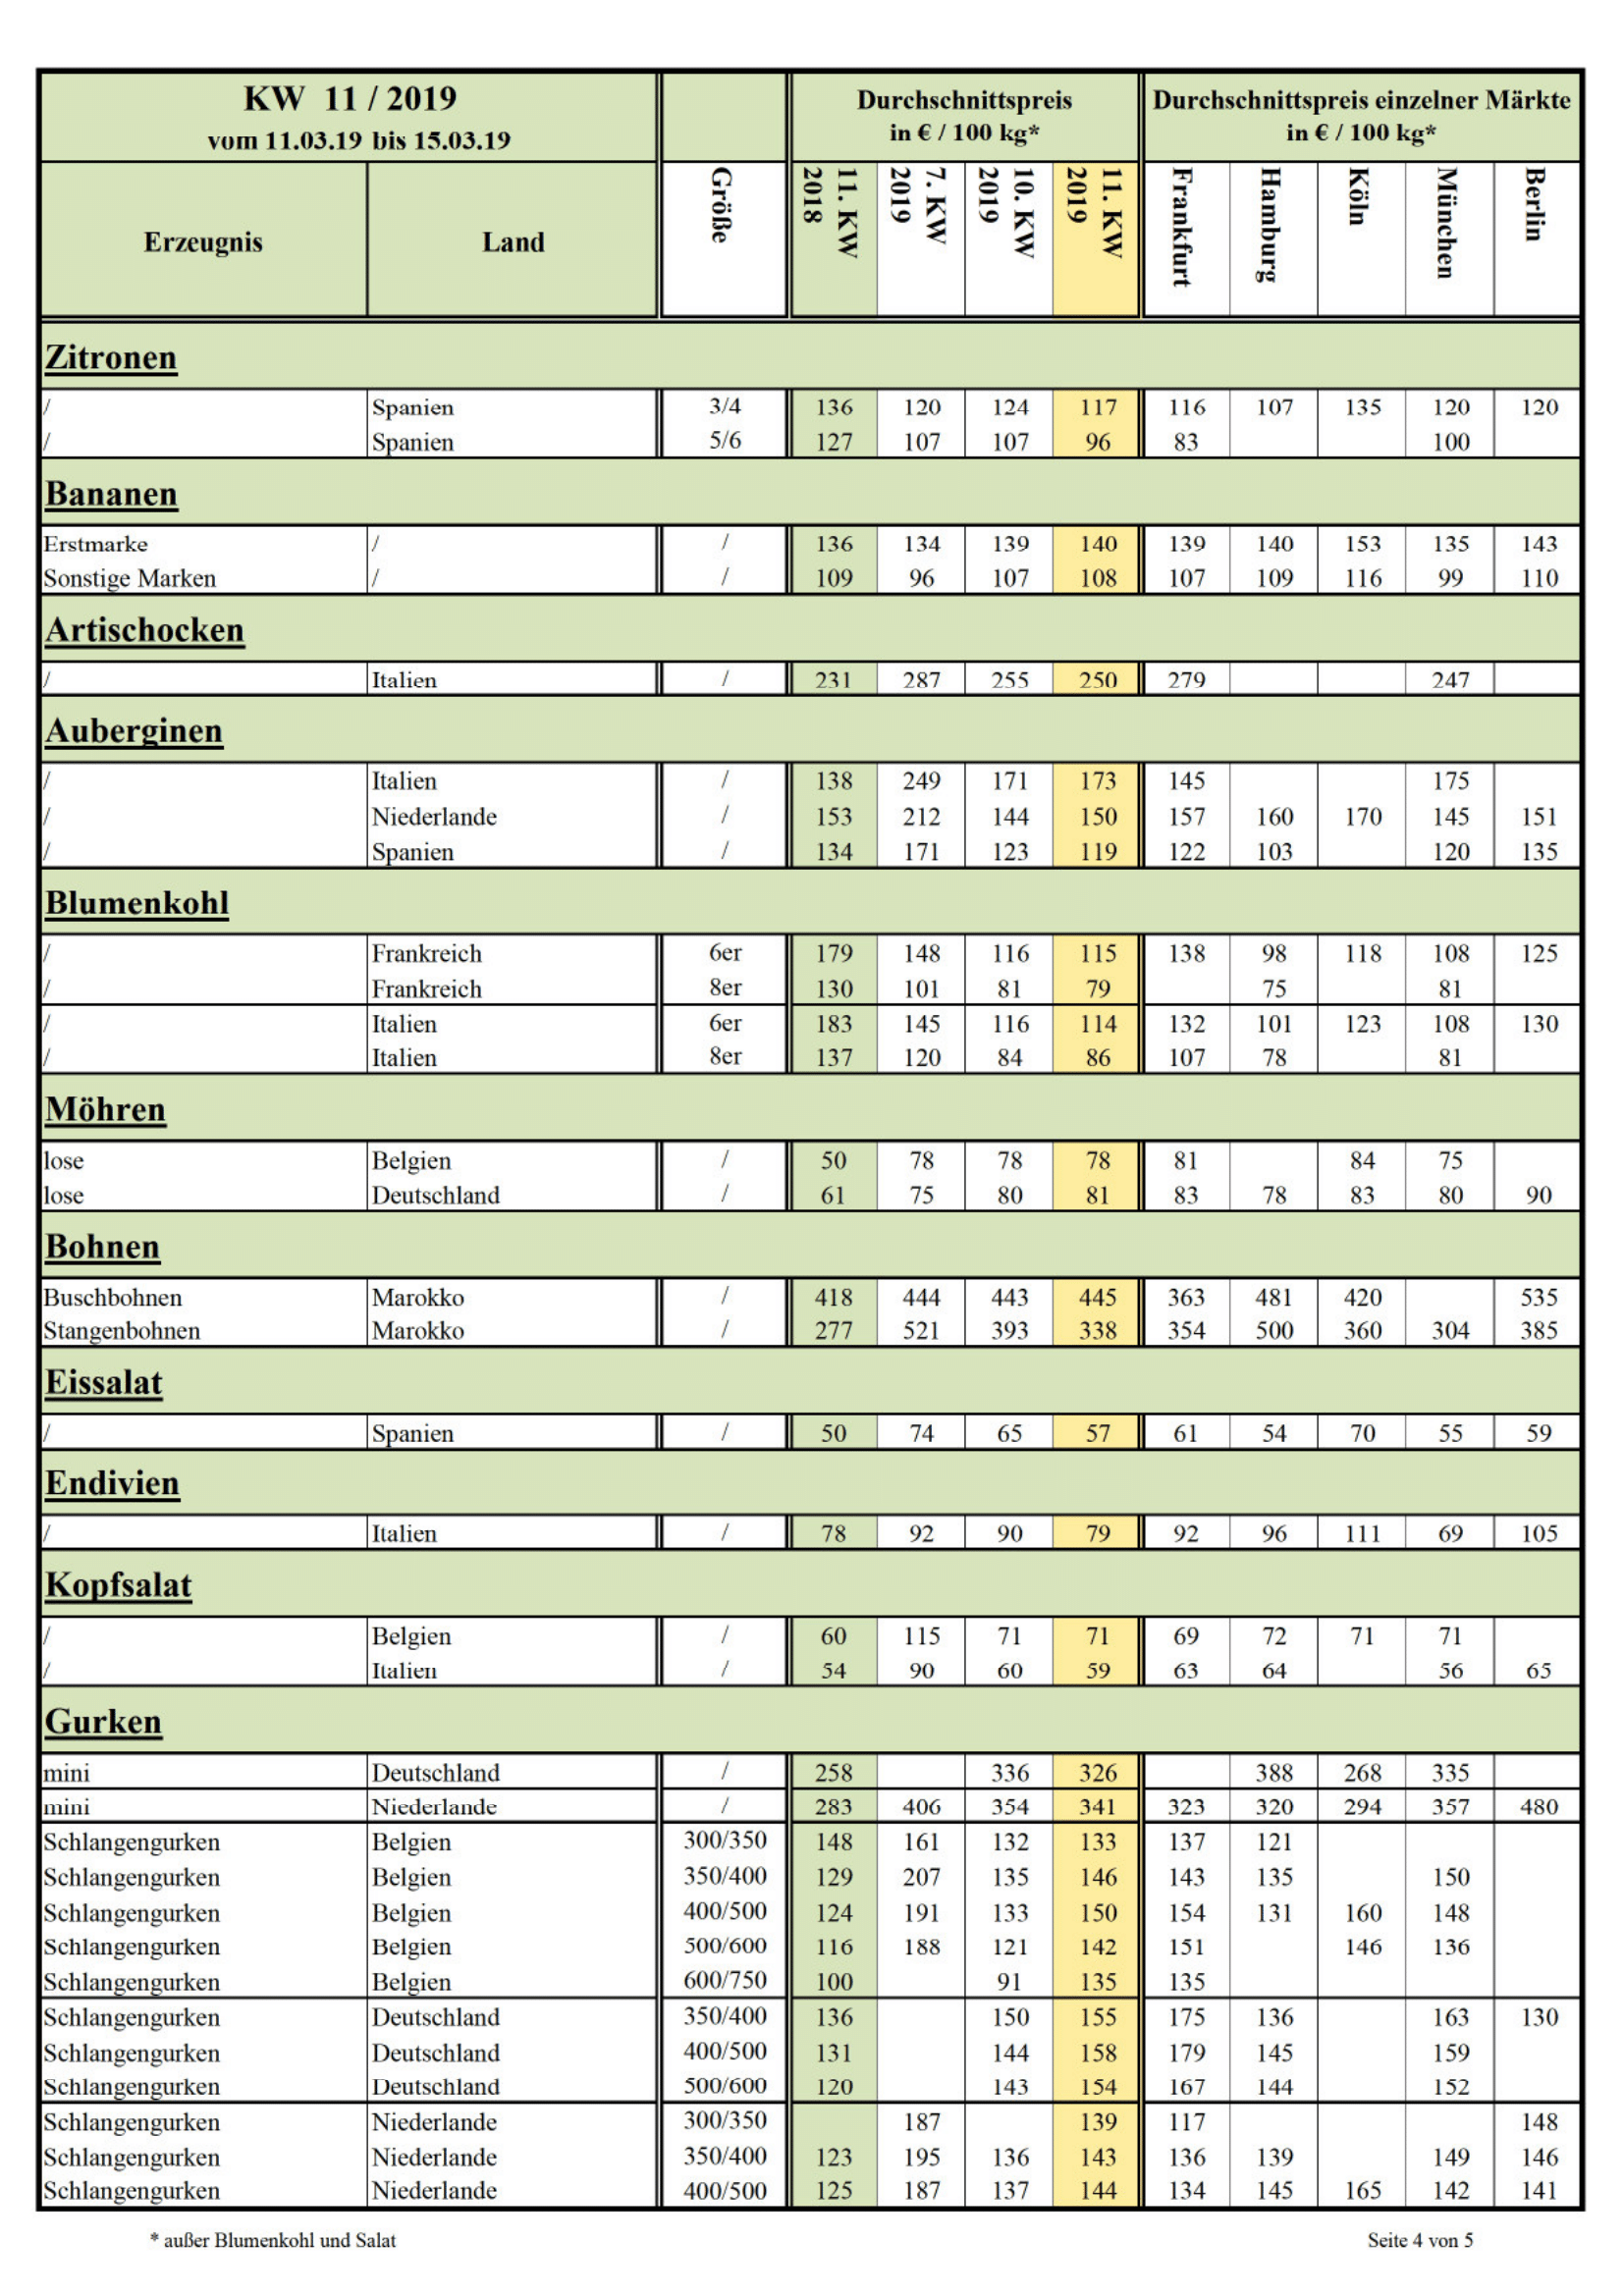 KW 11 / 2019
vom 11.03.19 bis 15.03.19
Durchschnittspreis
in € / 100 kg*
Durchschnittspreis einzelner Märkte
in € / 100 kg*
Erzeugnis Land Größe 11. KW 2018 7. KW 2019 10. KW 2019 11. KW 2019 Frankfurt Hamburg Köln München Berlin
Zitronen
/ Spanien 3/4 136 120 124 117 116 107 135 120 120
/ Spanien 5/6 127 107 107 96 83 100
Bananen
Erstmarke / / 136 134 139 140 139 140 153 135 143
Sonstige Marken / / 109 96 107 108 107 109 116 99 110
Artischocken
/ Italien / 231 287 255 250 279 247
Auberginen
/ Italien / 138 249 171 173 145 175
/ Niederlande / 153 212 144 150 157 160 170 145 151
/ Spanien / 134 171 123 119 122 103 120 135
Blumenkohl
/ Frankreich 6er 179 148 116 115 138 98 118 108 125
/ Frankreich 8er 130 101 81 79 75 81
/ Italien 6er 183 145 116 114 132 101 123 108 130
/ Italien 8er 137 120 84 86 107 78 81
Möhren
lose Belgien / 50 78 78 78 81 84 75
lose Deutschland / 61 75 80 81 83 78 83 80 90
Bohnen
Buschbohnen Marokko / 418 444 443 445 363 481 420 535
Stangenbohnen Marokko / 277 521 393 338 354 500 360 304 385
Eissalat
/ Spanien / 50 74 65 57 61 54 70 55 59
Endivien
/ Italien / 78 92 90 79 92 96 111 69 105
Kopfsalat
/ Belgien / 60 115 71 71 69 72 71 71
/ Italien / 54 90 60 59 63 64 56 65
Gurken
mini Deutschland / 258 336 326 388 268 335
mini Niederlande / 283 406 354 341 323 320 294 357 480
Schlangengurken Belgien 300/350 148 161 132 133 137 121
Schlangengurken Belgien 350/400 129 207 135 146 143 135 150
Schlangengurken Belgien 400/500 124 191 133 150 154 131 160 148
Schlangengurken Belgien 500/600 116 188 121 142 151 146 136
Schlangengurken Belgien 600/750 100 91 135 135
Schlangengurken Deutschland 350/400 136 150 155 175 136 163 130
Schlangengurken Deutschland 400/500 131 144 158 179 145 159
Schlangengurken Deutschland 500/600 120 143 154 167 144 152
Schlangengurken Niederlande 300/350 187 139 117 148
Schlangengurken Niederlande 350/400 123 195 136 143 136 139 149 146
Schlangengurken Niederlande 400/500 125 187 137 144 134 145 165 142 141
* außer Blumenkohl und Salat
Seite 4 von 5